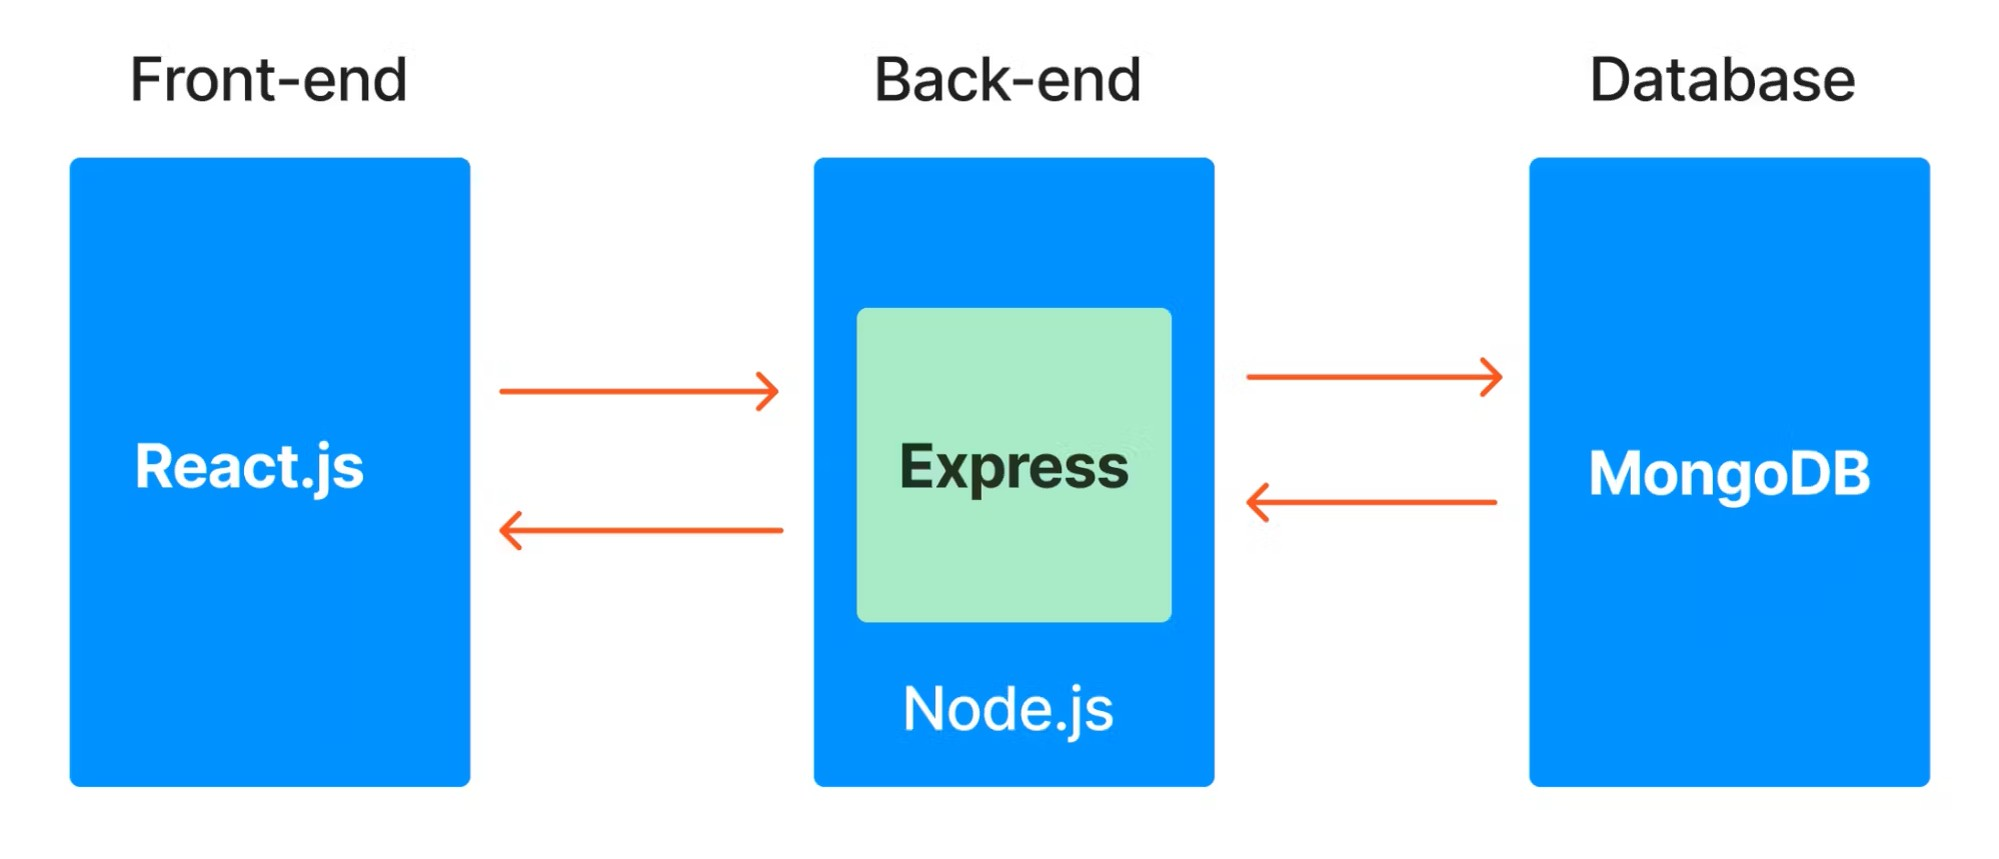 Front-end
Back-end
Database
React.js
Express
Node.js
MongoDB